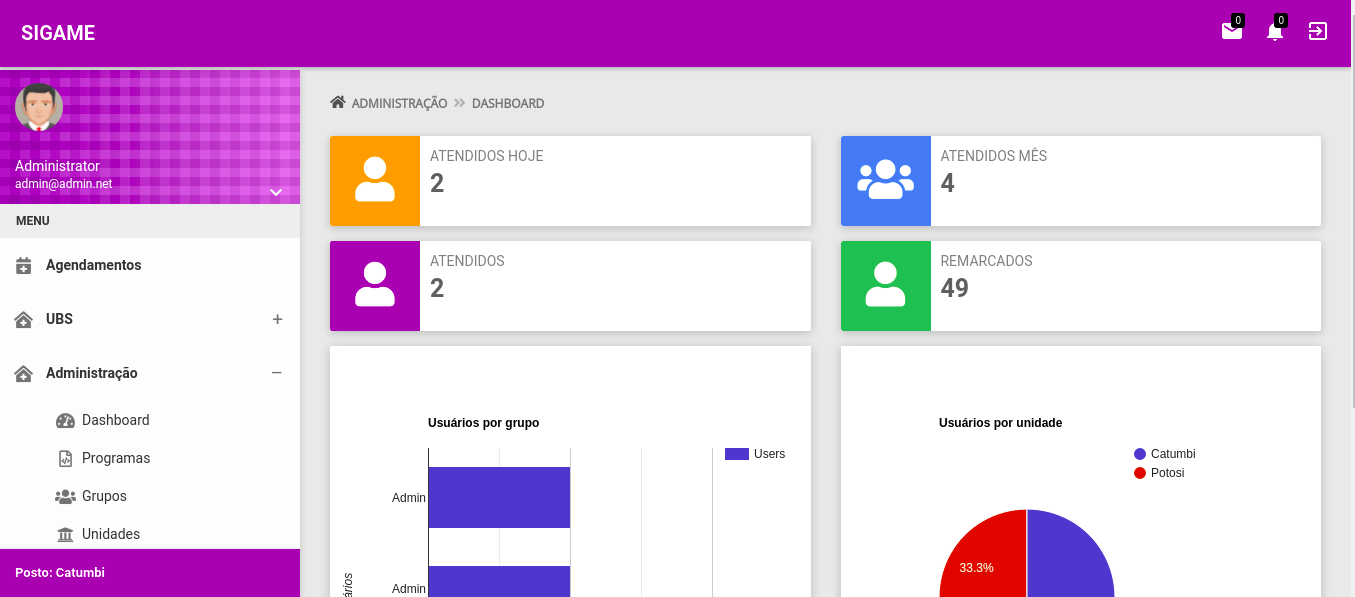 SIGAME
0
0
Administrator
admin@admin.net
MENU
Agendamentos
UBS
Administração
Dashboard
Programas
Grupos
Unidades
Posto: Catumbi
ADMINISTRAÇÃO
DASHBOARD
ATENDIDOS HOJE
2
ATENDIDOS MÊS
4
ATENDIDOS
2
REMARCADOS
49
Usuários por grupo
Users
Admin
Admin
Usuários por unidade
Catumbi
Potosi
33.3%